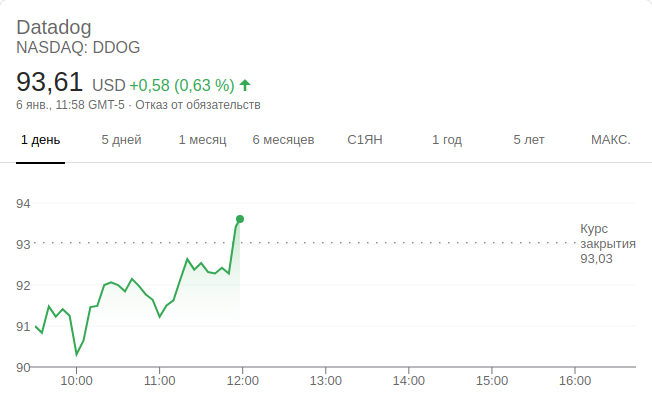 Datadog
NASDAQ: DDOG
93,61 USD +0,58 (0,63 %)
6 янв., 11:58 GMT-5 · Отказ от обязательств
1 день 5 дней 1 месяц 6 месяцев С1ЯН 1 год 5 лет МАКС.
94
93
92
91
90
Курс
закрытия
93,03
10:00 11:00 12:00 13:00 14:00 15:00 16:00